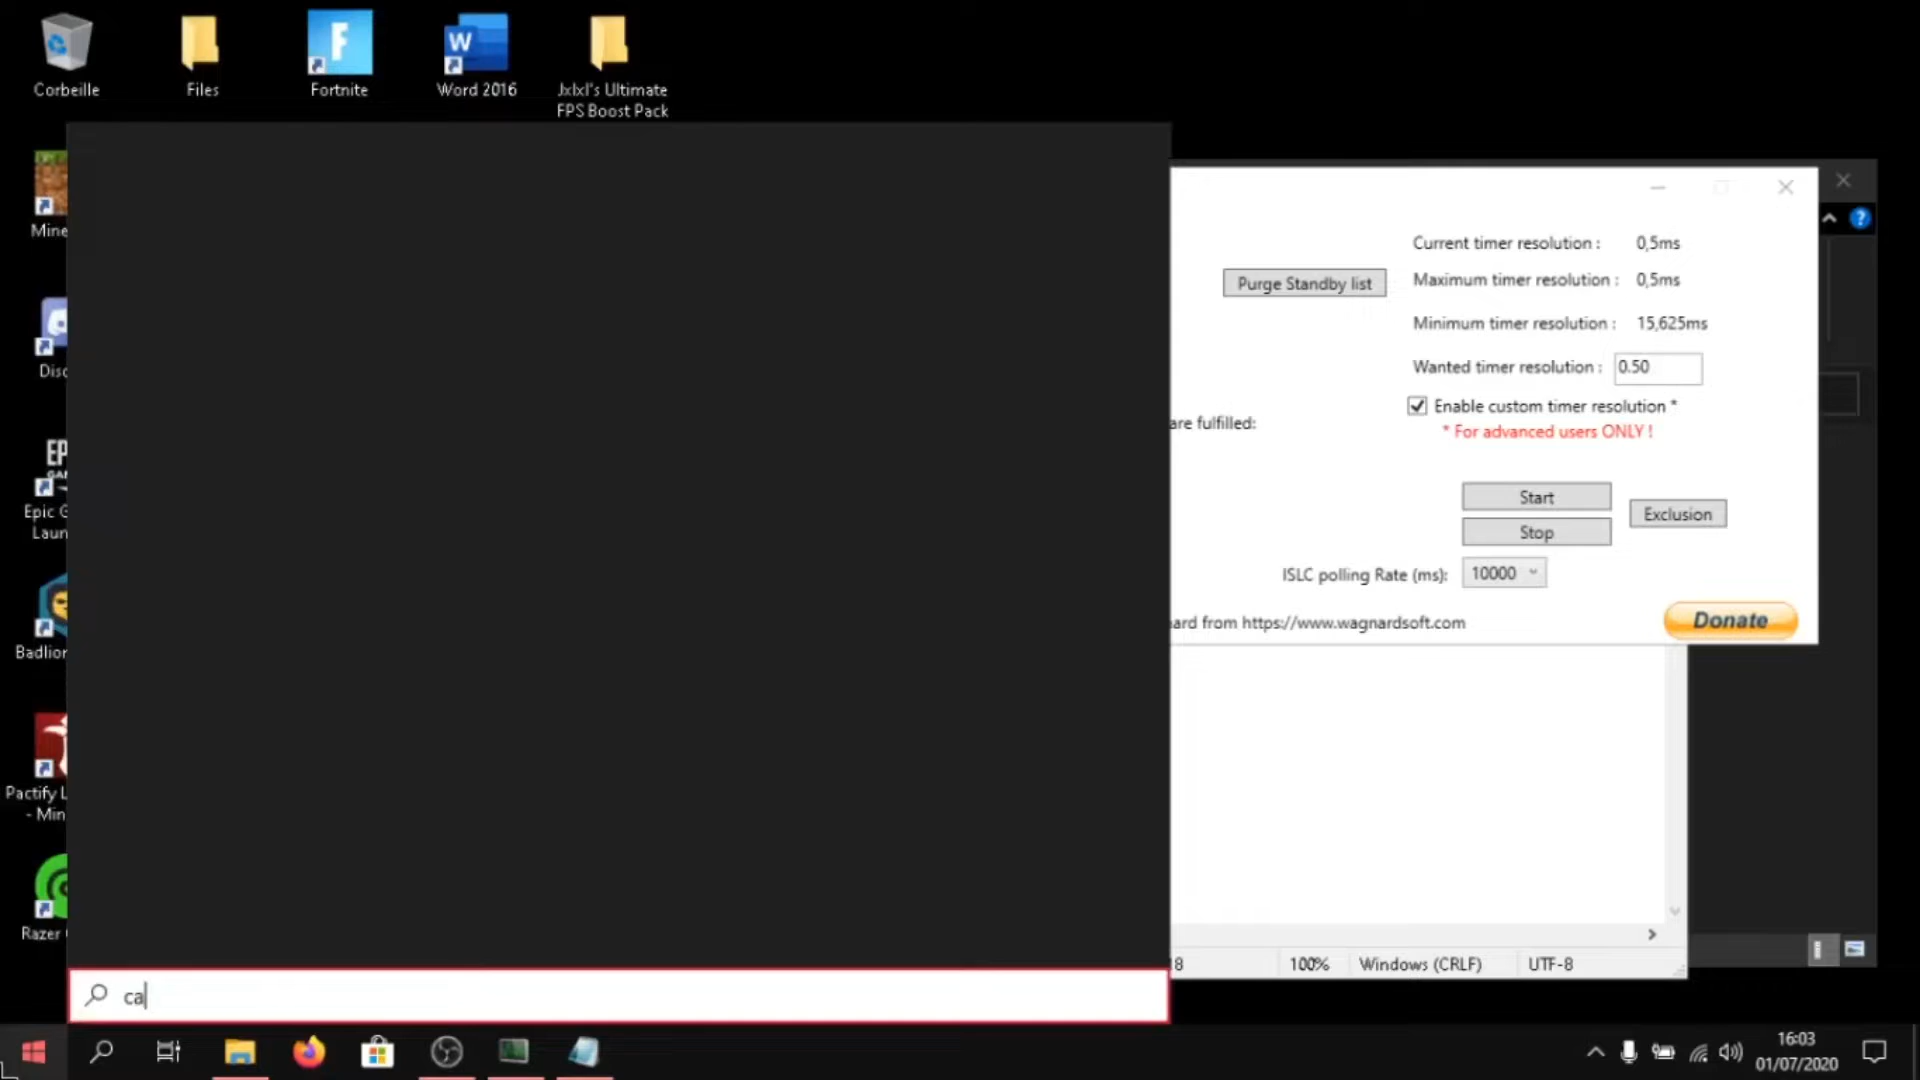 Corbeille
Files
Fortnite
Word 2016
Jxlxl's Ultimate
FPS Boost Pack
Mine
Disc
EPIC
GA
Epic G
Laun
Badlion
Pactify L
- Min
Razer
Current timer resolution : 0,5ms
Purge Standby list
Maximum timer resolution : 0,5ms
Minimum timer resolution : 15,625ms
Wanted timer resolution : 0.50
Enable custom timer resolution *
* For advanced users ONLY !
are fulfilled:
Start
Exclusion
Stop
ISLC polling Rate (ms): 10000
ard from https://www.wagnardsoft.com
Donate
8 100% Windows (CRLF) UTF-8
ca
16:03
01/07/2020